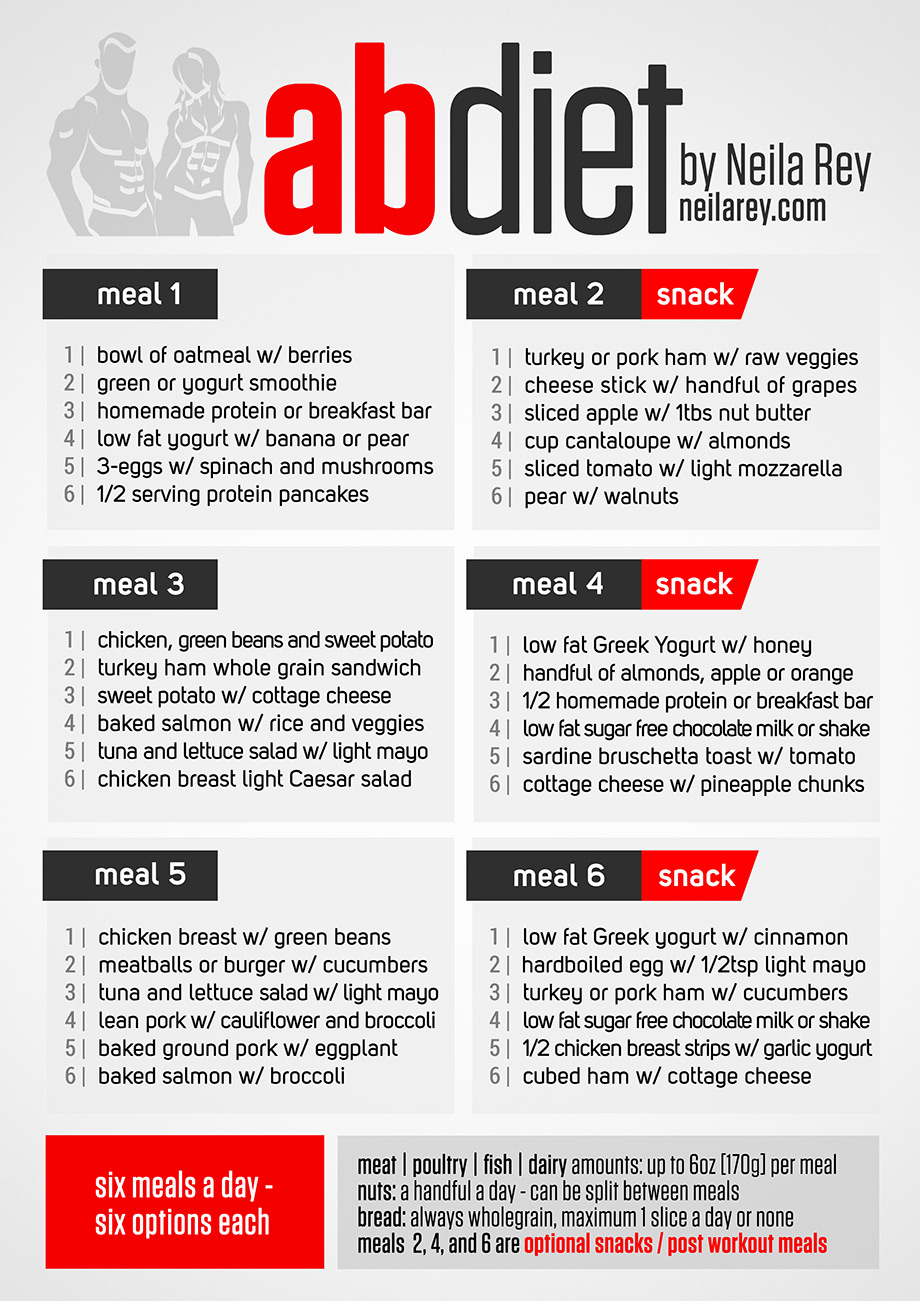 abdiet
by Neila Rey
neilarey.com
meal 1
1 | bowl of oatmeal w/ berries
2 | green or yogurt smoothie
3 | homemade protein or breakfast bar
4 | low fat yogurt w/ banana or pear
5 | 3-eggs w/ spinach and mushrooms
6 | 1/2 serving protein pancakes
meal 2 snack
1 | turkey or pork ham w/ raw veggies
2 | cheese stick w/ handful of grapes
3 | sliced apple w/ 1tbs nut butter
4 | cup cantaloupe w/ almonds
5 | sliced tomato w/ light mozzarella
6 | pear w/ walnuts
meal 3
1 | chicken, green beans and sweet potato
2 | turkey ham whole grain sandwich
3 | sweet potato w/ cottage cheese
4 | baked salmon w/ rice and veggies
5 | tuna and lettuce salad w/ light mayo
6 | chicken breast light Caesar salad
meal 4 snack
1 | low fat Greek Yogurt w/ honey
2 | handful of almonds, apple or orange
3 | 1/2 homemade protein or breakfast bar
4 | low fat sugar free chocolate milk or shake
5 | sardine bruschetta toast w/ tomato
6 | cottage cheese w/ pineapple chunks
meal 5
1 | chicken breast w/ green beans
2 | meatballs or burger w/ cucumbers
3 | tuna and lettuce salad w/ light mayo
4 | lean pork w/ cauliflower and broccoli
5 | baked ground pork w/ eggplant
6 | baked salmon w/ broccoli
meal 6 snack
1 | low fat Greek yogurt w/ cinnamon
2 | hardboiled egg w/ 1/2tsp light mayo
3 | turkey or pork ham w/ cucumbers
4 | low fat sugar free chocolate milk or shake
5 | 1/2 chicken breast strips w/ garlic yogurt
6 | cubed ham w/ cottage cheese
six meals a day -
six options each
meat | poultry | fish | dairy amounts: up to 6oz [170g] per meal
nuts: a handful a day - can be split between meals
bread: always wholegrain, maximum 1 slice a day or none
meals 2, 4, and 6 are optional snacks / post workout meals